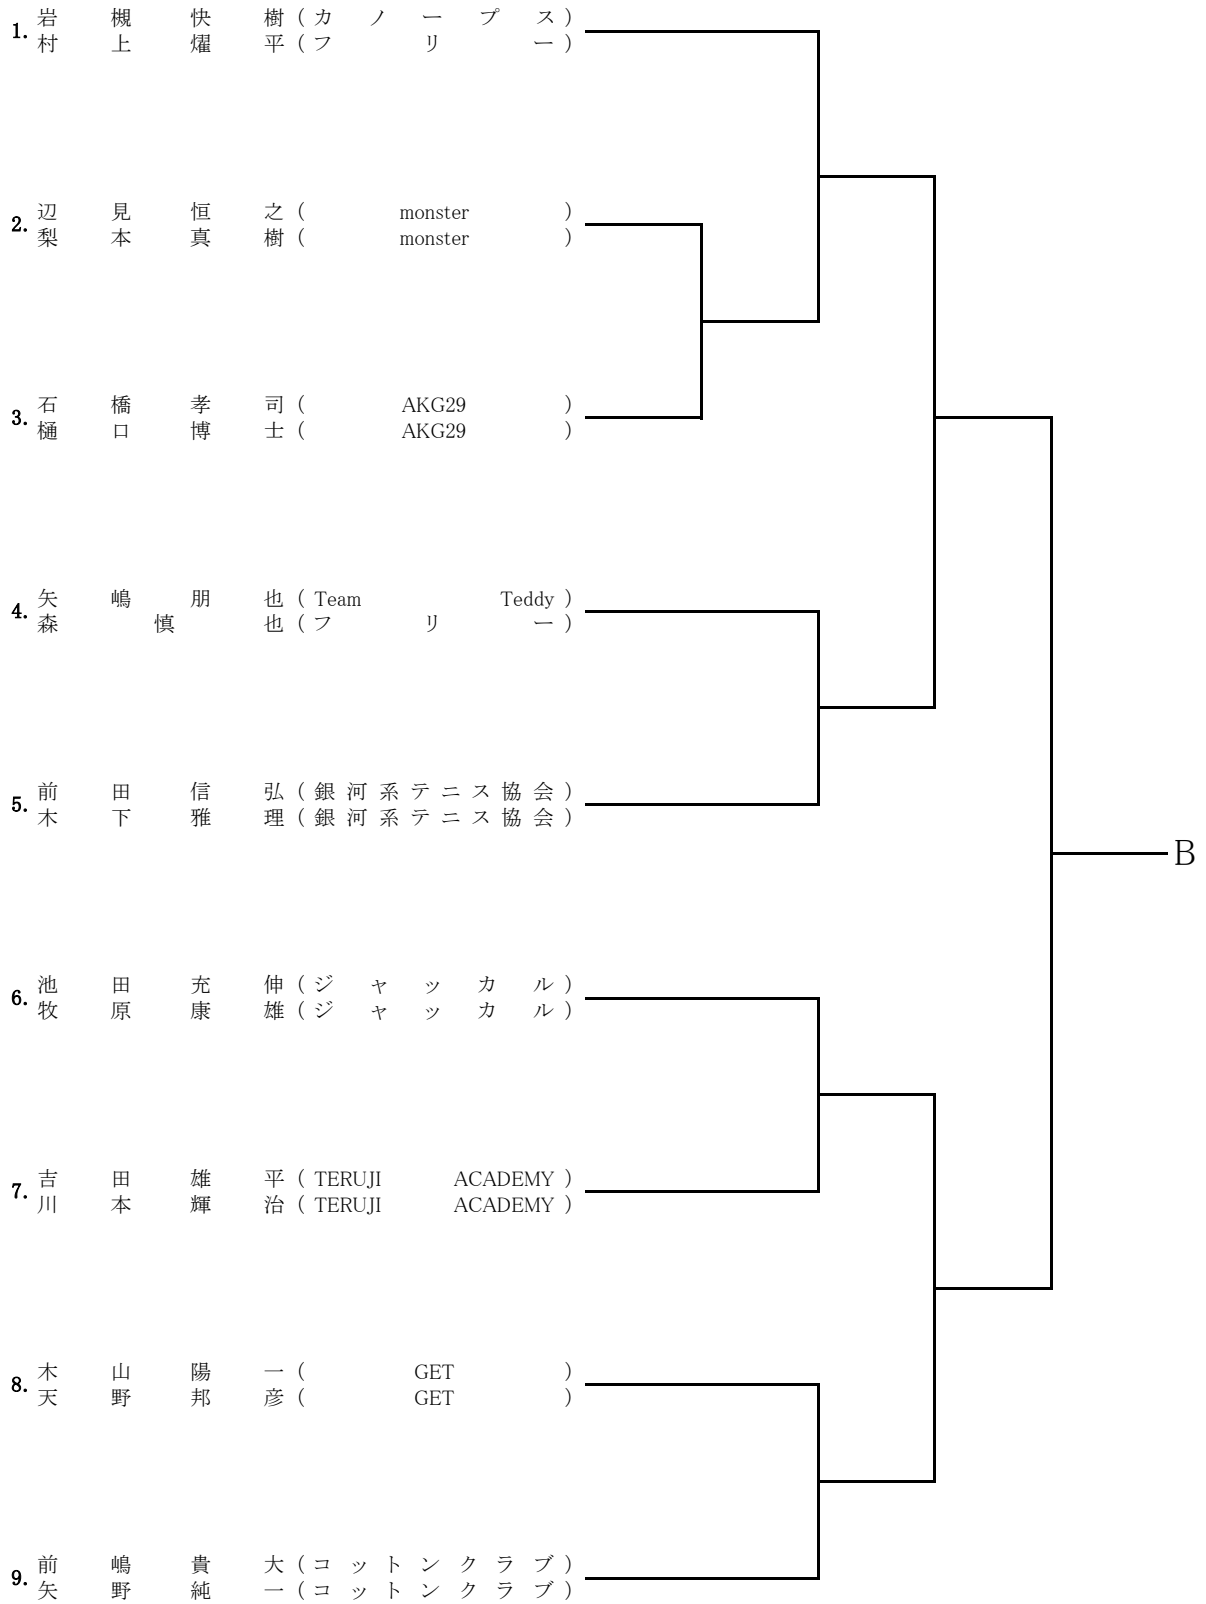 1. 岩槻快樹(カノープス)
村上燿平(フリー)
2. 辺見恒之(monster)
梨本真樹(monster)
3. 石橋孝司(AKG29)
樋口博士(AKG29)
4. 矢嶋朋也(Team Teddy)
森慎也(フリー)
5. 前田信弘(銀河系テニス協会)
木下雅理(銀河系テニス協会)
B
6. 池田充伸(ジャッカル)
牧原康雄(ジャッカル)
7. 吉田雄平(TERUJI ACADEMY)
川本輝治(TERUJI ACADEMY)
8. 木山陽一(GET)
天野邦彦(GET)
9. 前嶋貴大(コットンクラブ)
矢野純一(コットンクラブ)